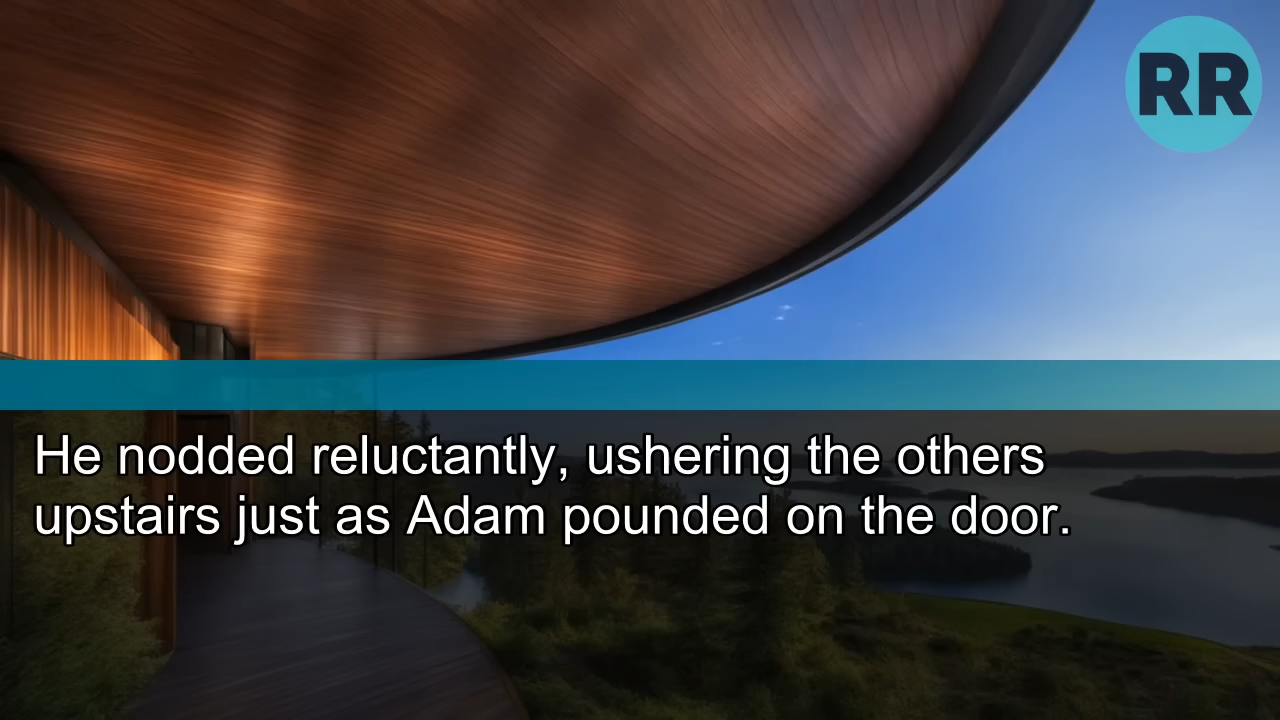 RR
He nodded reluctantly, ushering the others
upstairs just as Adam pounded on the door.